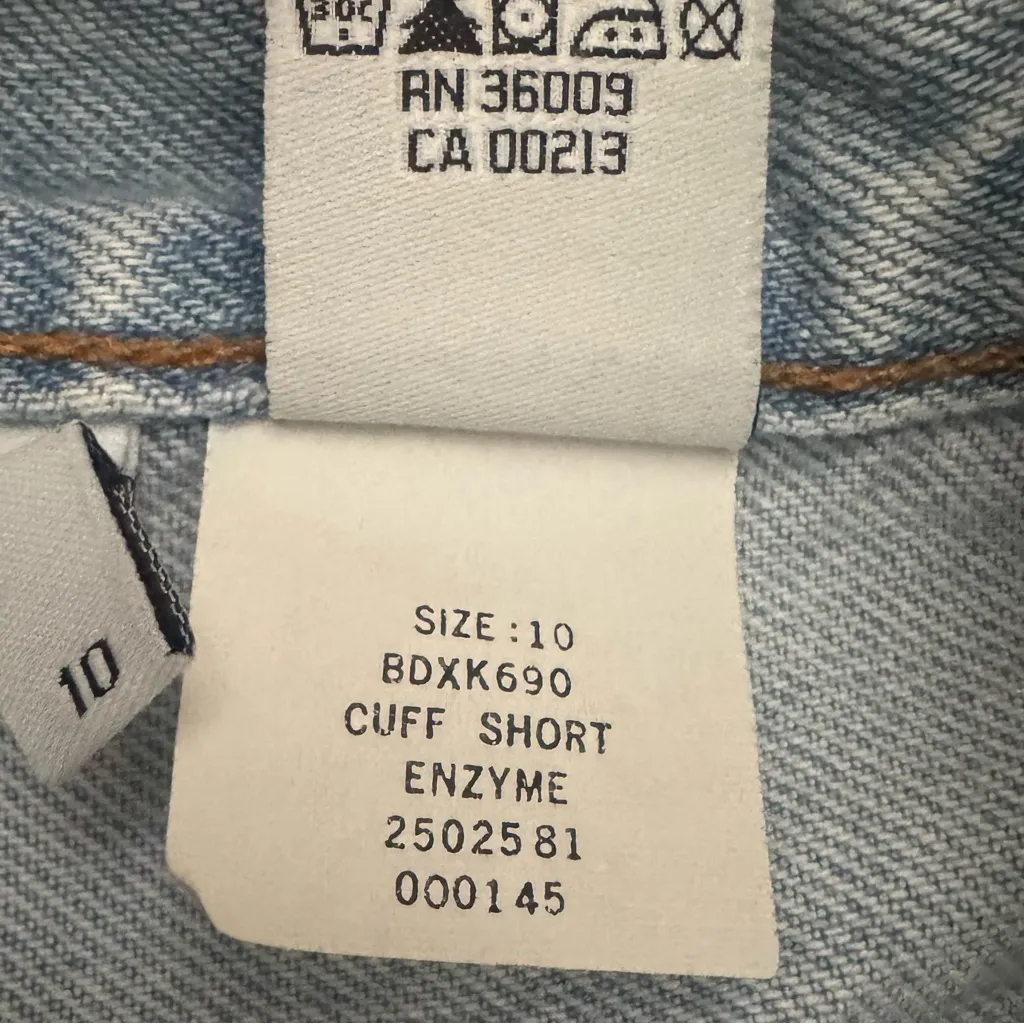 RN 36009
CA 00213
10
SIZE:10
BDXK690
CUFF SHORT
ENZYME
2502581
000145